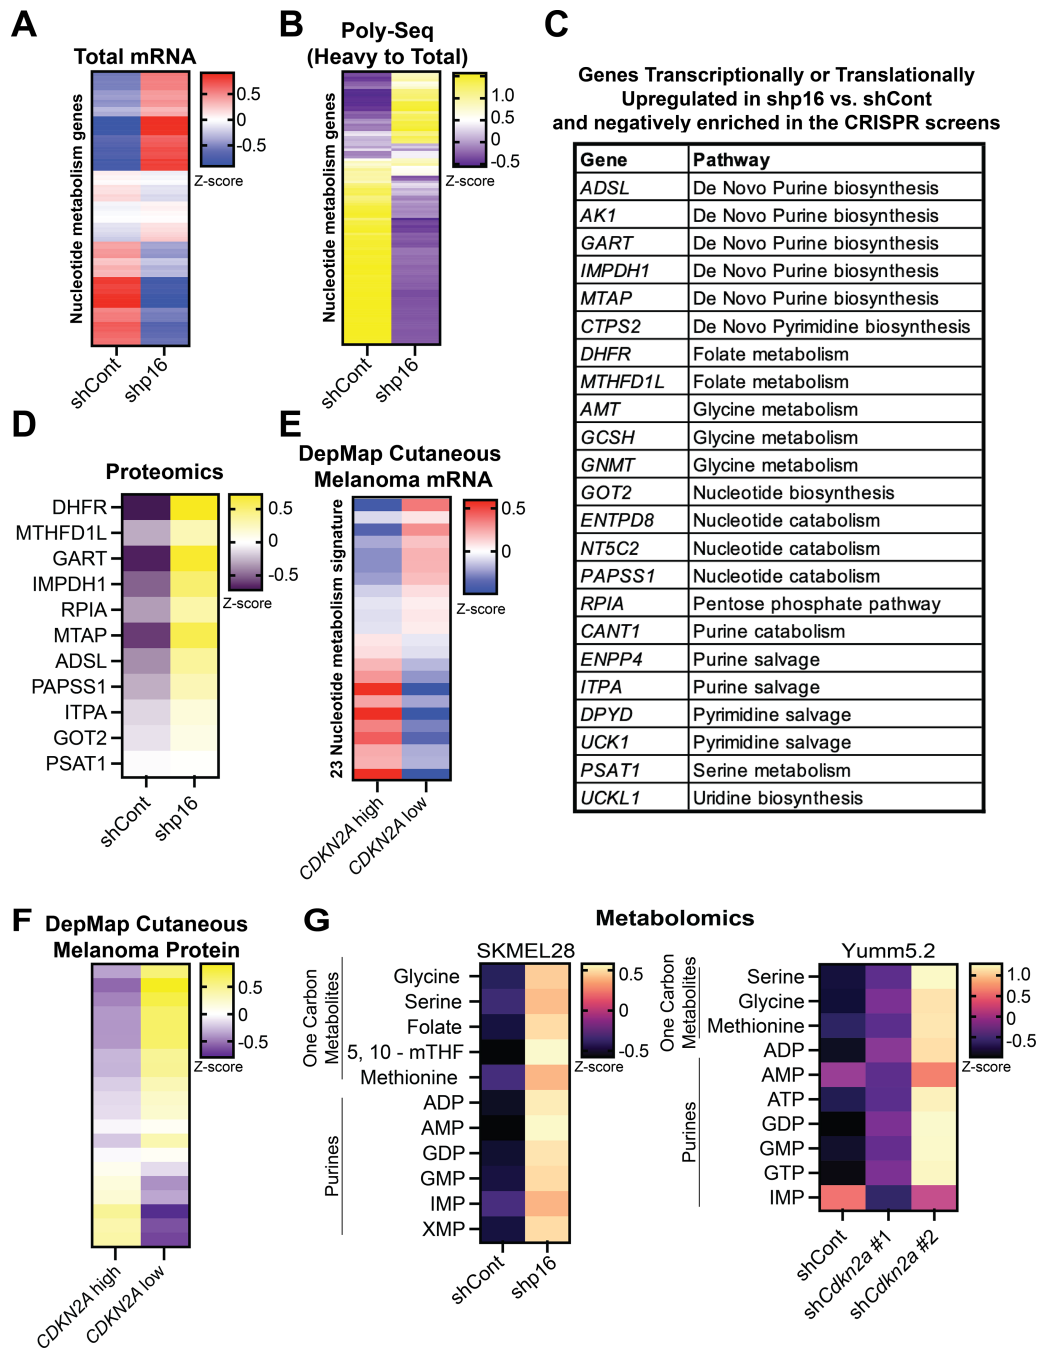 A
Total mRNA
Nucleotide metabolism genes
0.5
0
-0.5
Z-score
shCont
shp16
B
Poly-Seq
(Heavy to Total)
Nucleotide metabolism genes
1.0
0.5
0
-0.5
Z-score
shCont
shp16
C
Genes Transcriptionally or Translationally
Upregulated in shp16 vs. shCont
and negatively enriched in the CRISPR screens
Gene Pathway
ADSL De Novo Purine biosynthesis
AK1 De Novo Purine biosynthesis
GART De Novo Purine biosynthesis
IMPDH1 De Novo Purine biosynthesis
MTAP De Novo Purine biosynthesis
CTPS2 De Novo Pyrimidine biosynthesis
DHFR Folate metabolism
MTHFD1L Folate metabolism
AMT Glycine metabolism
GCSH Glycine metabolism
GNMT Glycine metabolism
GOT2 Nucleotide biosynthesis
ENTPD8 Nucleotide catabolism
NT5C2 Nucleotide catabolism
PAPSS1 Nucleotide catabolism
RPIA Pentose phosphate pathway
CANT1 Purine catabolism
ENPP4 Purine salvage
ITPA Purine salvage
DPYD Pyrimidine salvage
UCK1 Pyrimidine salvage
PSAT1 Serine metabolism
UCKL1 Uridine biosynthesis
D
Proteomics
DHFR
MTHFD1L
GART
IMPDH1
RPIA
MTAP
ADSL
PAPSS1
ITPA
GOT2
PSAT1
0.5
0
-0.5
Z-score
shCont
shp16
E
DepMap Cutaneous
Melanoma mRNA
23 Nucleotide metabolism signature
0.5
0
Z-score
CDKN2A high
CDKN2A low
F
DepMap Cutaneous
Melanoma Protein
0.5
0
-0.5
Z-score
CDKN2A high
CDKN2A low
G
Metabolomics
SKMEL28
One Carbon
Metabolites
Glycine
Serine
Folate
5, 10 - mTHF
Methionine
Purines
ADP
AMP
GDP
GMP
IMP
XMP
0.5
0
-0.5
Z-score
shCont
shp16
Yumm5.2
One Carbon
Metabolites
Serine
Glycine
Methionine
Purines
ADP
AMP
ATP
GDP
GMP
GTP
IMP
1.0
0.5
0
-0.5
Z-score
shCont
shCdkn2a #1
shCdkn2a #2